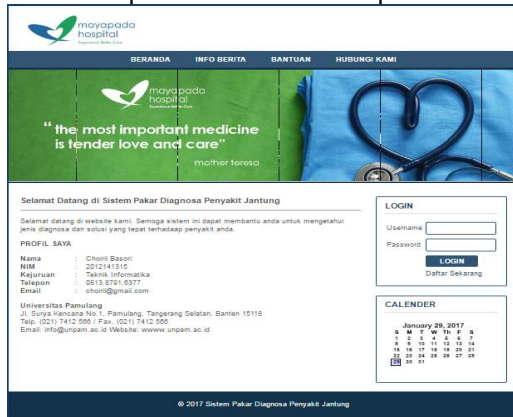 mayapada
hospital
Experience Better Care
BERANDA INFO BERITA BANTUAN HUBUNGI KAMI
mayapada
hospital
“ the most important medicine
is tender love and care”
mother teresa
Selamat Datang di Sistem Pakar Diagnosa Penyakit Jantung
Selamat datang di website kami. Semoga sistem ini dapat membantu anda untuk mengetahui
jenis diagnosa dan solusi yang tepat terhadaap penyakit anda.
PROFIL SAYA
Nama : Choiril Basori
NIM : 2012141315
Kejuruan : Teknik Informatika
Telepon : 0813.8791.6377
Email : choiril@gmail.com
Universitas Pamulang
Jl. Surya Kencana No.1, Pamulang, Tangerang Selatan, Banten 15118
Telp. (021) 7412 566 / Fax. (021) 7412 566
Email: info@unpam.ac.id Website: wwww.unpam.ac.id
LOGIN
Username
Password
LOGIN
Daftar Sekarang
CALENDER
January 29, 2017
S M T W Th F S
1 2 3 4 5 6 7
8 9 10 11 12 13 14
15 16 17 18 19 20 21
22 23 24 25 26 27 28
29 30 31
© 2017 Sistem Pakar Diagnosa Penyakit Jantung